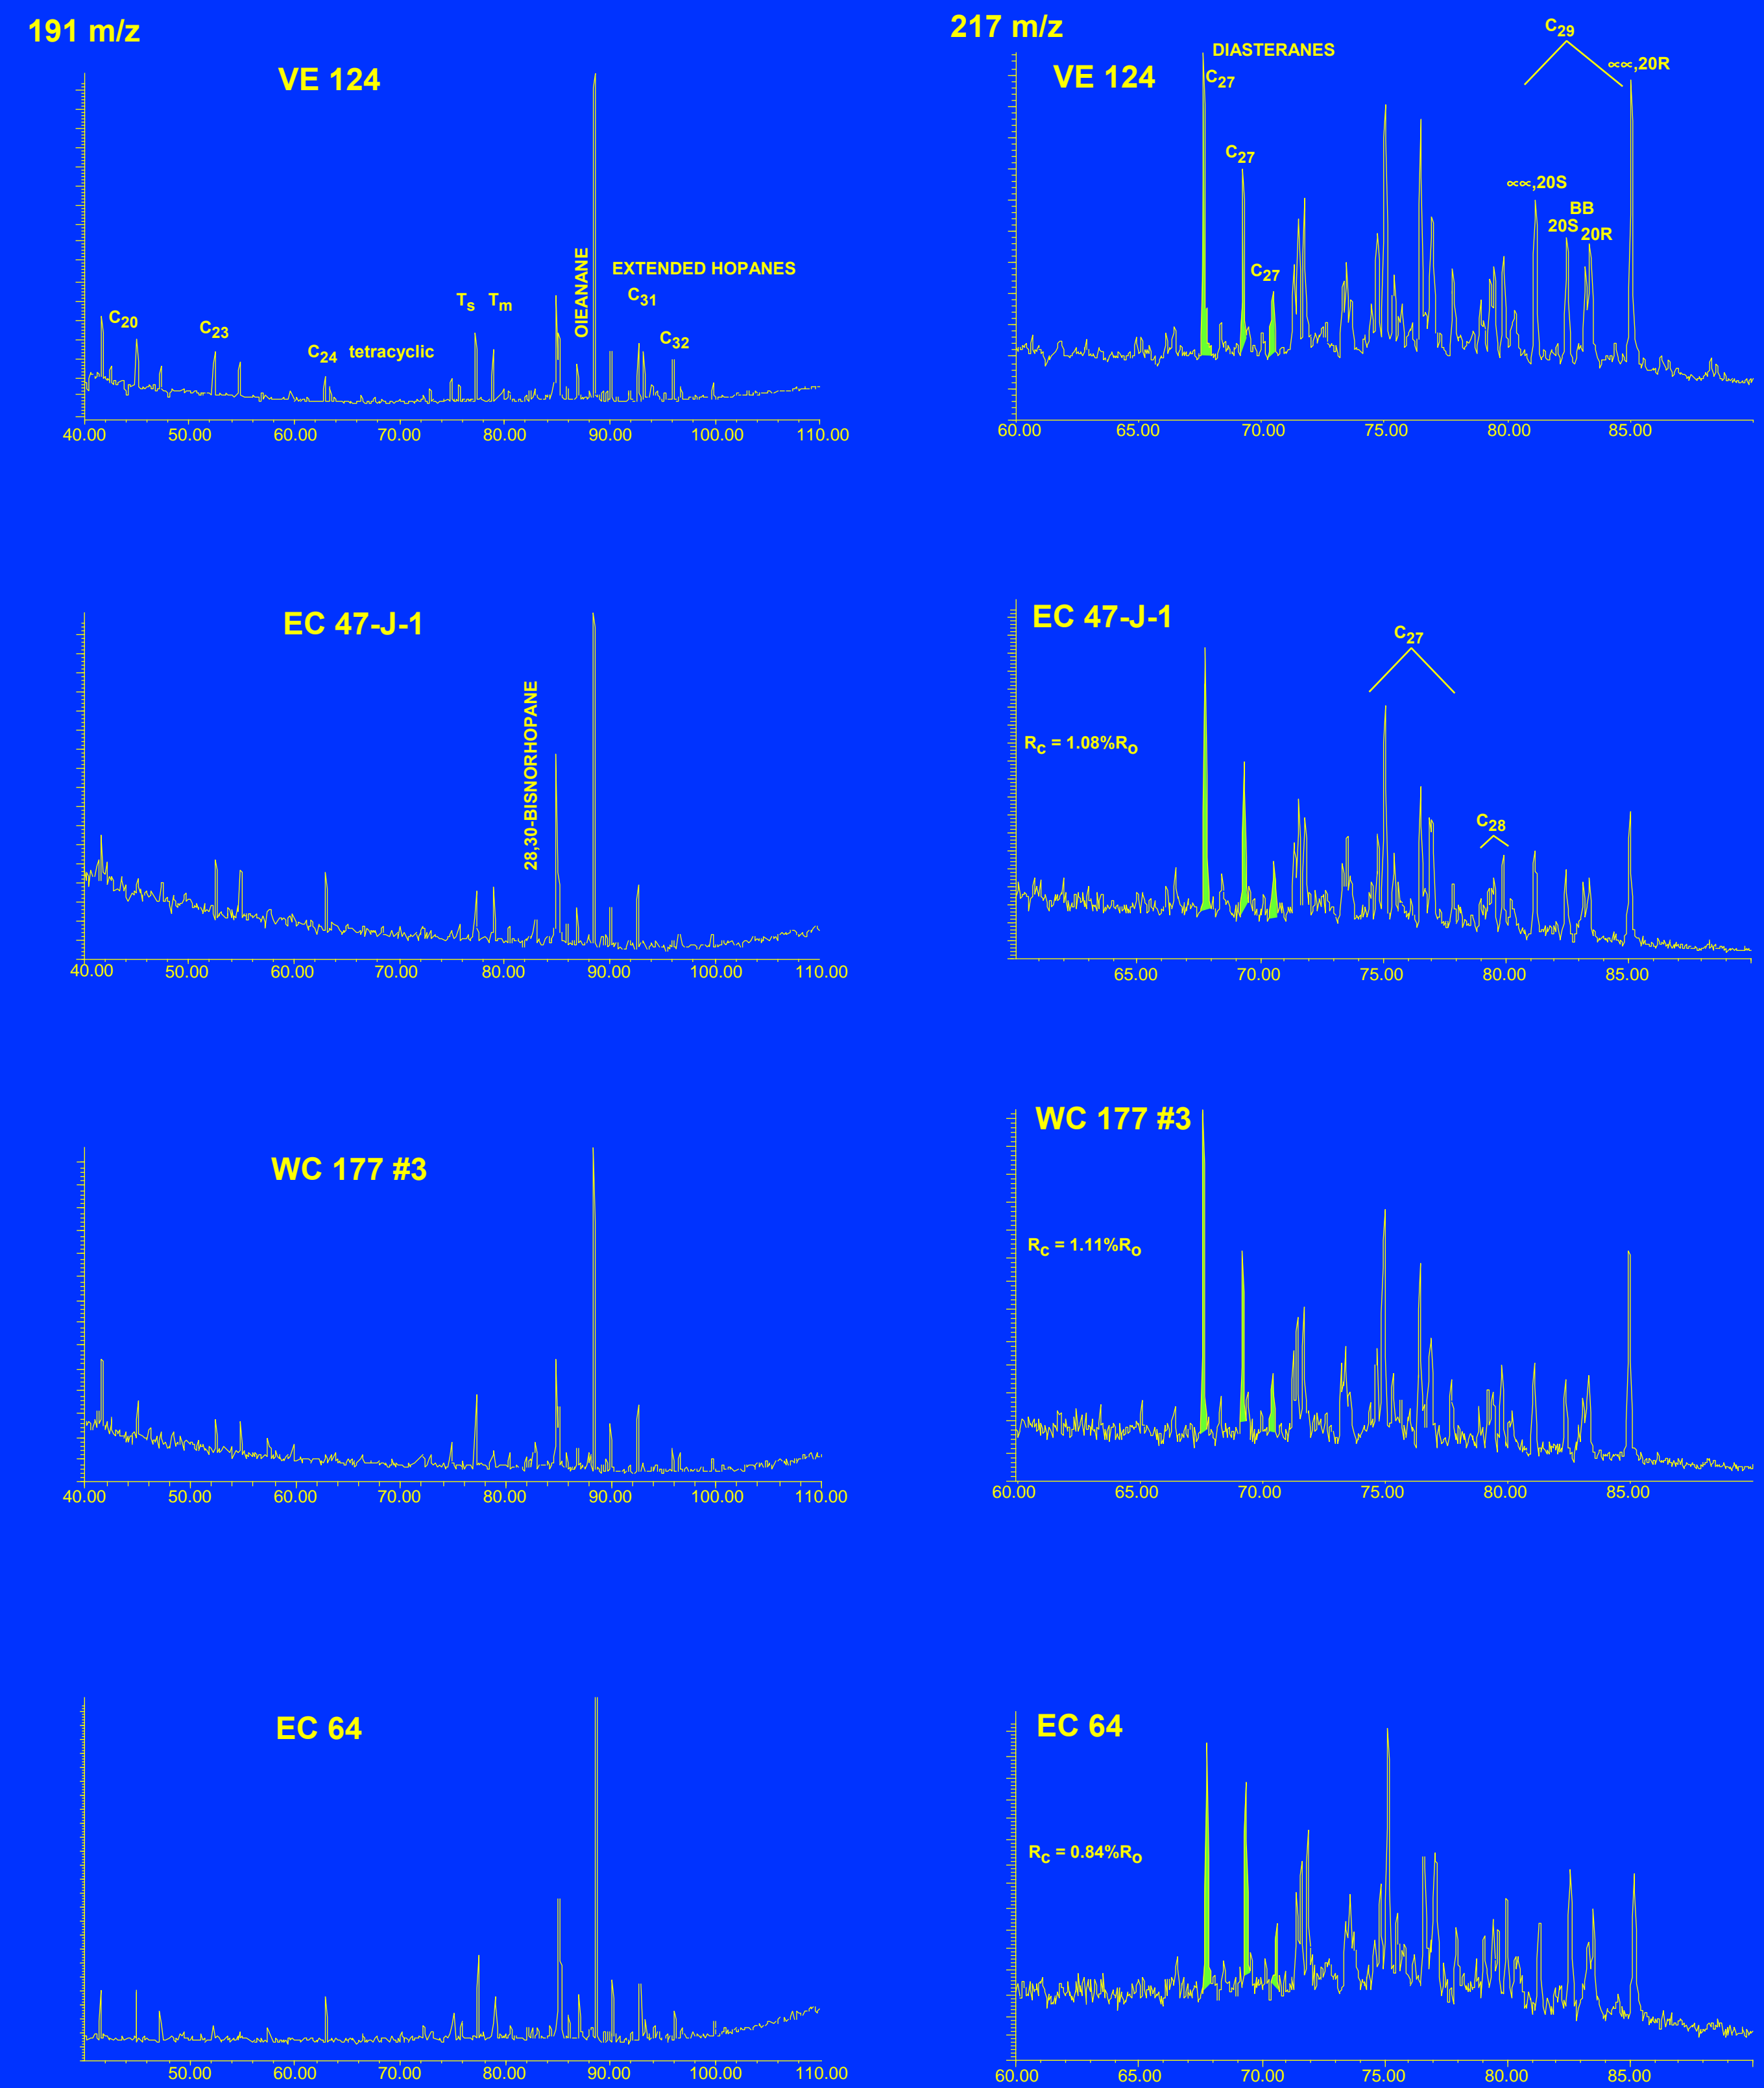 191 m/z
217 m/z
VE 124
C20
C23
C24 tetracyclic
Ts Tm
OIEANANE
EXTENDED HOPANES
C31
C32
40.00 50.00 60.00 70.00 80.00 90.00 100.00 110.00
VE 124
DIASTERANES
C27
C27
C27
C29
∝∝,20R
∝∝,20S
BB
20S 20R
60.00 65.00 70.00 75.00 80.00 85.00
EC 47-J-1
28,30-BISNORHOPANE
40.00 50.00 60.00 70.00 80.00 90.00 100.00 110.00
EC 47-J-1
C27
Rc = 1.08%Ro
C28
65.00 70.00 75.00 80.00 85.00
WC 177 #3
40.00 50.00 60.00 70.00 80.00 90.00 100.00 110.00
WC 177 #3
Rc = 1.11%Ro
60.00 65.00 70.00 75.00 80.00 85.00
EC 64
50.00 60.00 70.00 80.00 90.00 100.00 110.00
EC 64
Rc = 0.84%Ro
60.00 65.00 70.00 75.00 80.00 85.00